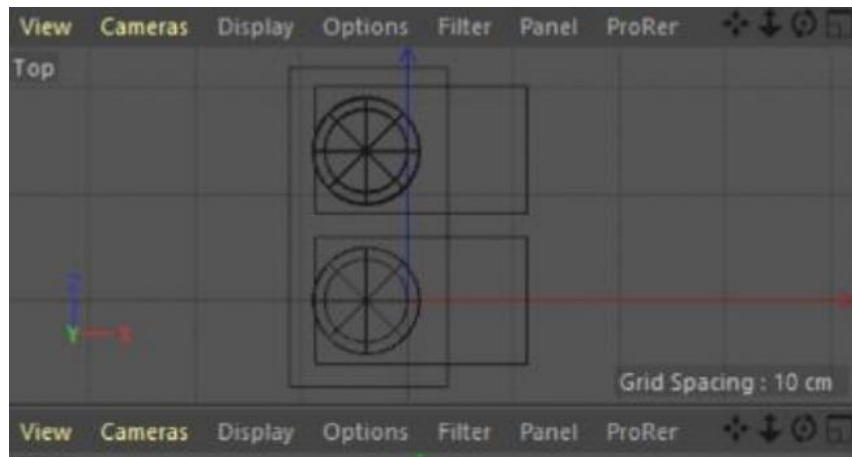 View Cameras Display Options Filter Panel ProRer
Top
Z
Y X
Grid Spacing : 10 cm
View Cameras Display Options Filter Panel ProRer